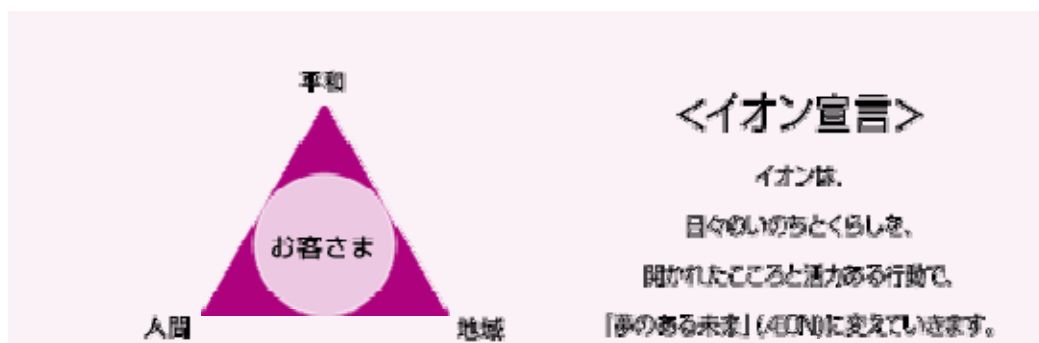 平和
お客さま
人間
地域
<イオン宣言>
イオンは、
日々のいのちとくらしを、
開かれたこころと活力ある行動で、
「夢のある未来」(ÆON)に変えていきます。